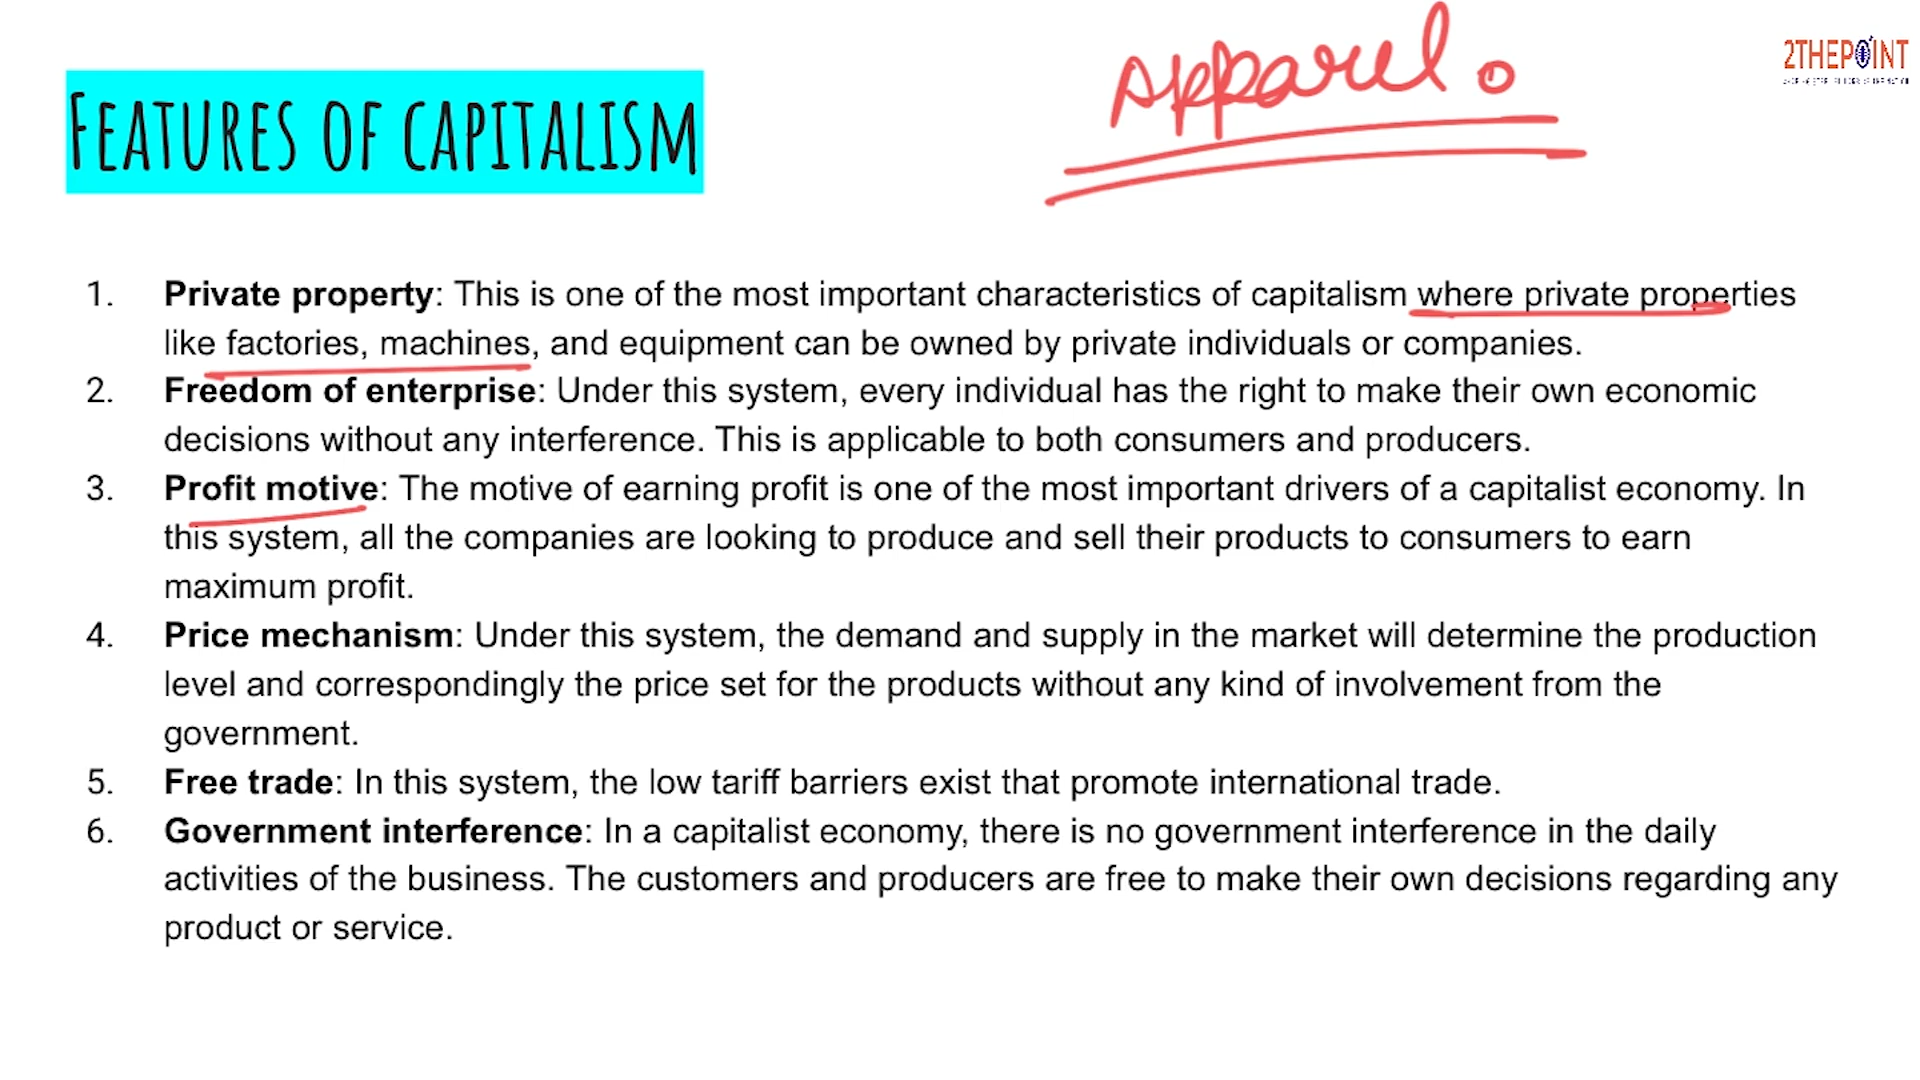 Apparel.
2THEPOINT
FEATURES OF CAPITALISM
1. Private property: This is one of the most important characteristics of capitalism where private properties
like factories, machines, and equipment can be owned by private individuals or companies.
2. Freedom of enterprise: Under this system, every individual has the right to make their own economic
decisions without any interference. This is applicable to both consumers and producers.
3. Profit motive: The motive of earning profit is one of the most important drivers of a capitalist economy. In
this system, all the companies are looking to produce and sell their products to consumers to earn
maximum profit.
4. Price mechanism: Under this system, the demand and supply in the market will determine the production
level and correspondingly the price set for the products without any kind of involvement from the
government.
5. Free trade: In this system, the low tariff barriers exist that promote international trade.
6. Government interference: In a capitalist economy, there is no government interference in the daily
activities of the business. The customers and producers are free to make their own decisions regarding any
product or service.